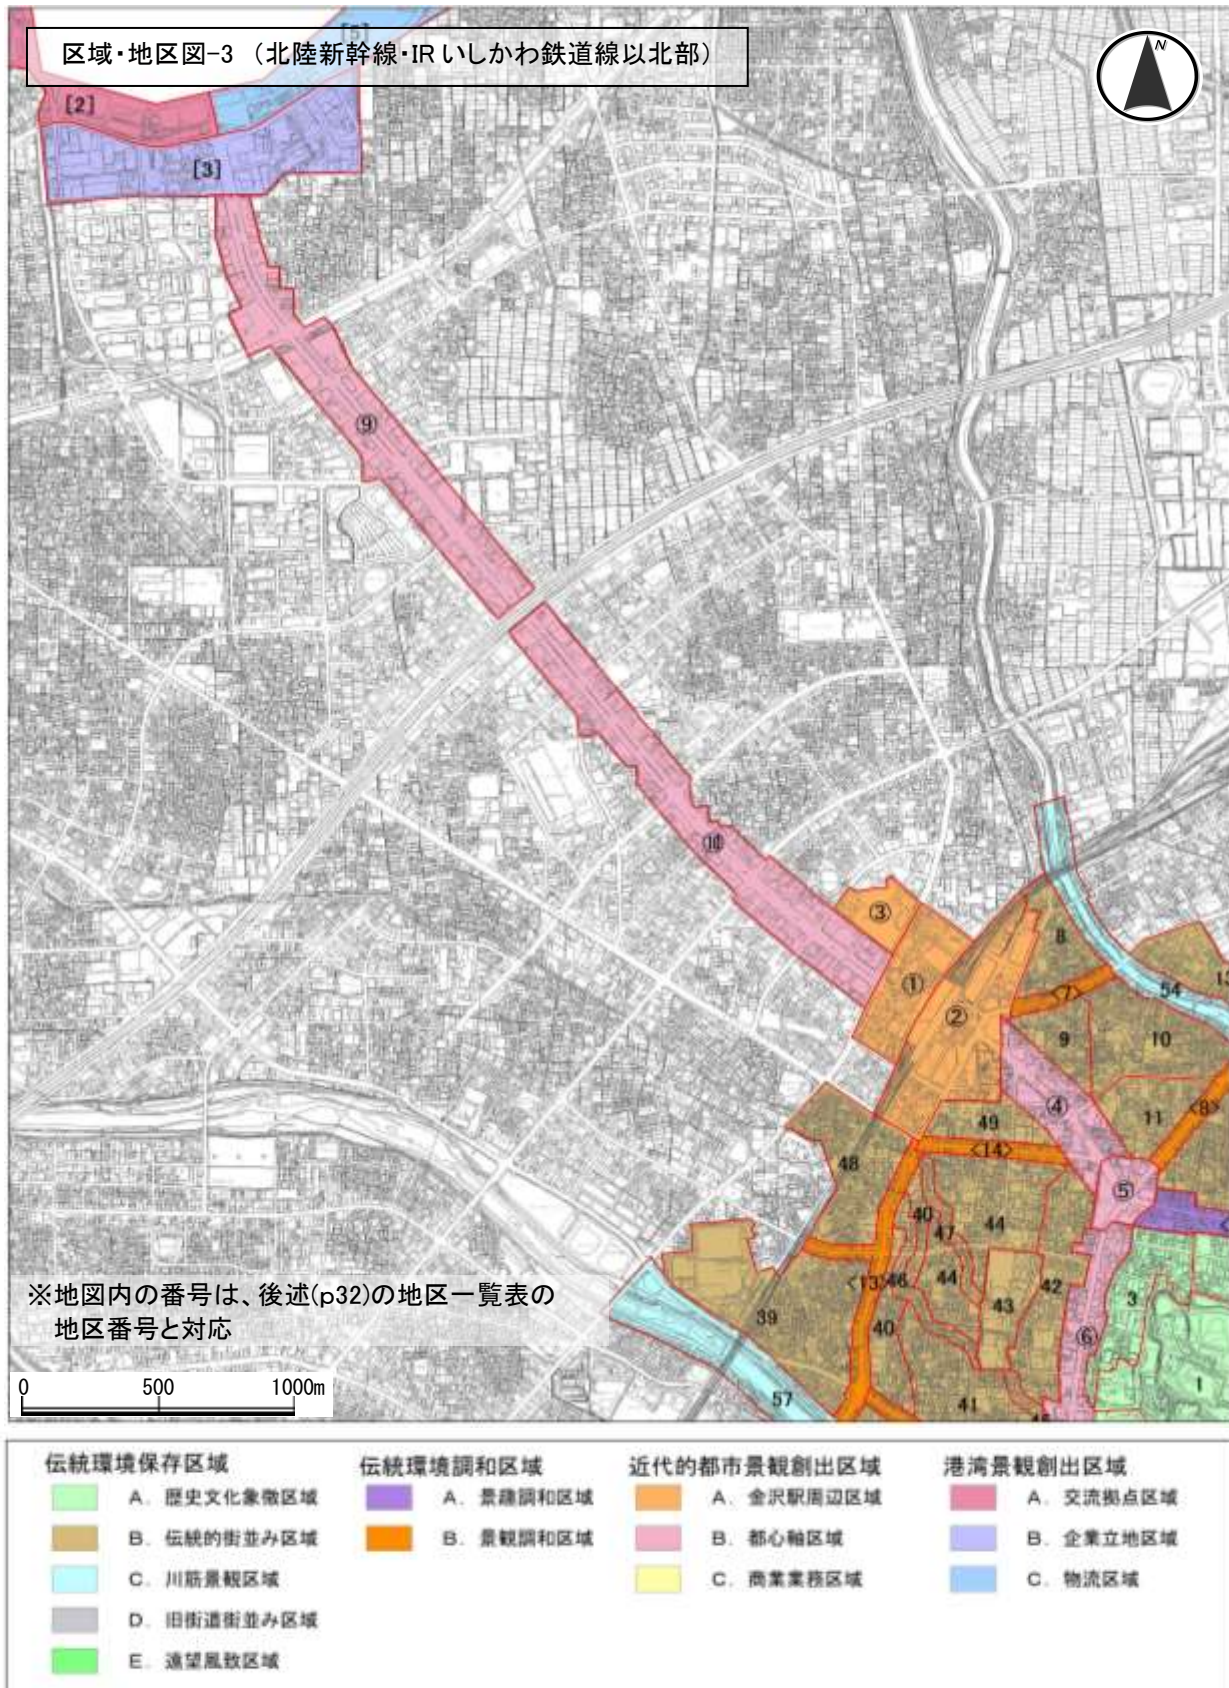 区域・地区図-3 （北陸新幹線・IRいしかわ鉄道線以北部）
N
[5]
[2]
[3]
⑨
⑩
③
①
②
8
<7>
54
13
9
10
④
11
<8>
49
<14>
48
⑤
40
47
44
<13>
46
44
42
3
43
39
40
⑥
1
57
41
※地図内の番号は、後述(p32)の地区一覧表の
地区番号と対応
0 500 1000m
伝統環境保存区域
A. 歴史文化象徴区域
B. 伝統的街並み区域
C. 川筋景観区域
D. 旧街道街並み区域
E. 遠望風致区域
伝統環境調和区域
A. 景趣調和区域
B. 景観調和区域
近代的都市景観創出区域
A. 金沢駅周辺区域
B. 都心軸区域
C. 商業業務区域
港湾景観創出区域
A. 交流拠点区域
B. 企業立地区域
C. 物流区域